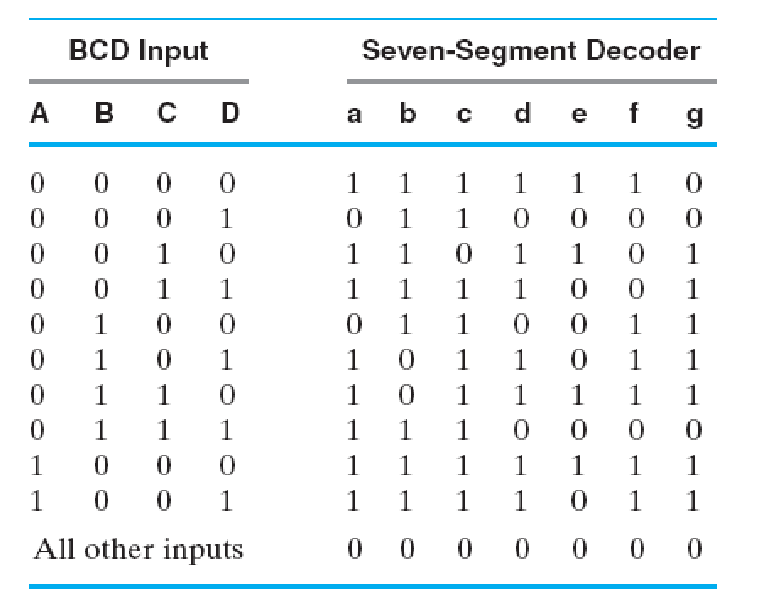 BCD Input Seven-Segment Decoder
A B C D a b c d e f g
0 0 0 0 1 1 1 1 1 1 0
0 0 0 1 0 1 1 0 0 0 0
0 0 1 0 1 1 0 1 1 0 1
0 0 1 1 1 1 1 1 0 0 1
0 1 0 0 0 1 1 0 0 1 1
0 1 0 1 1 0 1 1 0 1 1
0 1 1 0 1 0 1 1 1 1 1
0 1 1 1 1 1 1 0 0 0 0
1 0 0 0 1 1 1 1 1 1 1
1 0 0 1 1 1 1 1 0 1 1
All other inputs 0 0 0 0 0 0 0